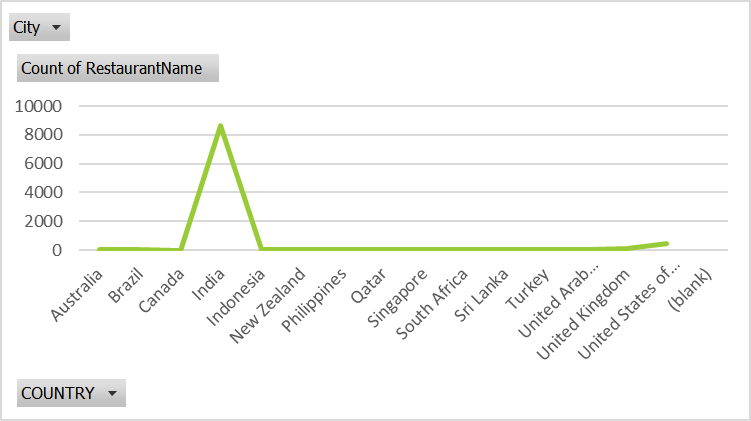 City
Count of RestaurantName
10000
8000
6000
4000
2000
0
Australia
Brazil
Canada
India
Indonesia
New Zealand
Philippines
Qatar
Singapore
South Africa
Sri Lanka
Turkey
United Arab...
United Kingdom
United States of...
(blank)
COUNTRY